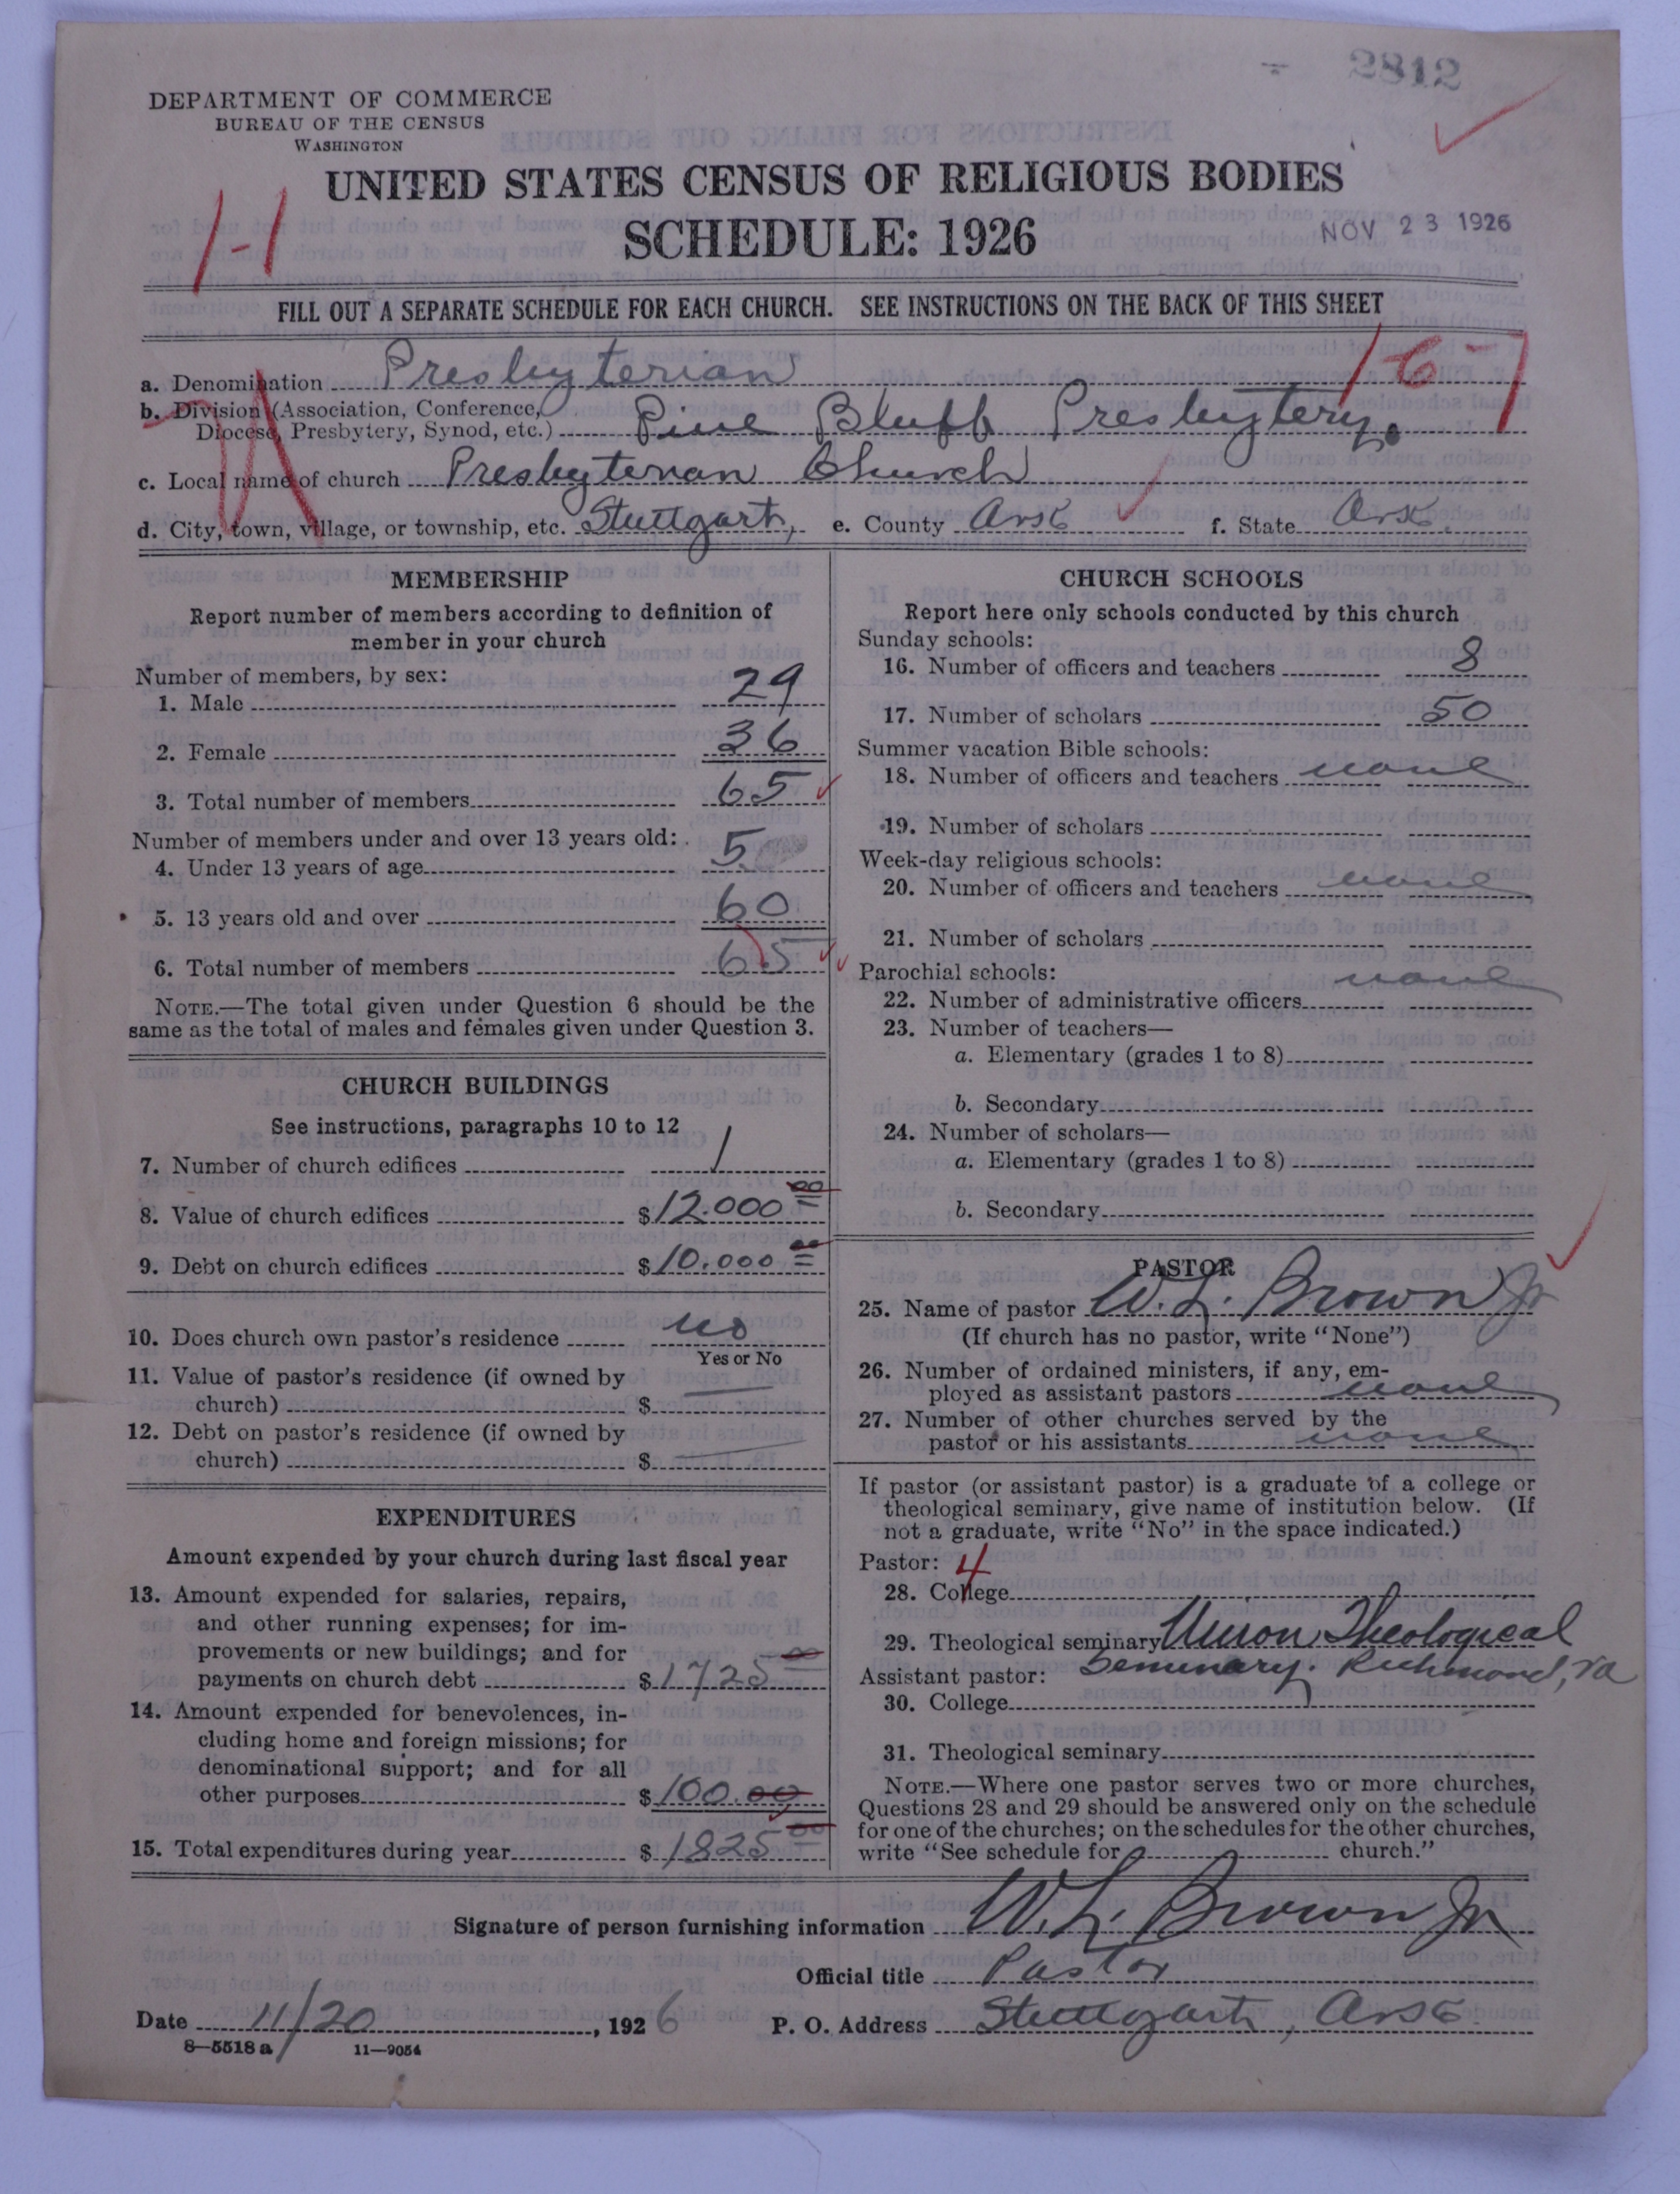 2812
DEPARTMENT OF COMMERCE
BUREAU OF THE CENSUS
WASHINGTON
UNITED STATES CENSUS OF RELIGIOUS BODIES
SCHEDULE: 1926
NOV 23 1926
1-1
FILL OUT A SEPARATE SCHEDULE FOR EACH CHURCH. SEE INSTRUCTIONS ON THE BACK OF THIS SHEET
a. Denomination Presbyterian
b. Division (Association, Conference,
Diocese, Presbytery, Synod, etc.) Pine Bluff Presbytery.
c. Local name of church Presbyterian Church
d. City, town, village, or township, etc. Stuttgart, e. County Ark f. State Ark.
MEMBERSHIP
Report number of members according to definition of
member in your church
Number of members, by sex:
1. Male 29
2. Female 36
3. Total number of members 65
Number of members under and over 13 years old:
4. Under 13 years of age 5
5. 13 years old and over 60
6. Total number of members 65
NOTE.—The total given under Question 6 should be the
same as the total of males and females given under Question 3.
CHURCH BUILDINGS
See instructions, paragraphs 10 to 12
7. Number of church edifices 1
8. Value of church edifices $12.000 00
9. Debt on church edifices $10.000 00
10. Does church own pastor's residence no
Yes or No
11. Value of pastor's residence (if owned by
church) $
12. Debt on pastor's residence (if owned by
church) $
EXPENDITURES
Amount expended by your church during last fiscal year
13. Amount expended for salaries, repairs,
and other running expenses; for im-
provements or new buildings; and for
payments on church debt $1725 00
14. Amount expended for benevolences, in-
cluding home and foreign missions; for
denominational support; and for all
other purposes $100.00
15. Total expenditures during year $1825 00
CHURCH SCHOOLS
Report here only schools conducted by this church
Sunday schools:
16. Number of officers and teachers 8
17. Number of scholars 50
Summer vacation Bible schools:
18. Number of officers and teachers none
19. Number of scholars
Week-day religious schools:
20. Number of officers and teachers none
21. Number of scholars
Parochial schools: none
22. Number of administrative officers
23. Number of teachers—
a. Elementary (grades 1 to 8)
b. Secondary
24. Number of scholars—
a. Elementary (grades 1 to 8)
b. Secondary
PASTOR
25. Name of pastor W. L. Brown Jr
(If church has no pastor, write "None")
26. Number of ordained ministers, if any, em-
ployed as assistant pastors none
27. Number of other churches served by the
pastor or his assistants none
If pastor (or assistant pastor) is a graduate of a college or
theological seminary, give name of institution below. (If
not a graduate, write "No" in the space indicated.)
Pastor: 4
28. College
29. Theological seminary Union Theological
Seminary. Richmond, Va
Assistant pastor:
30. College
31. Theological seminary
NOTE.—Where one pastor serves two or more churches,
Questions 28 and 29 should be answered only on the schedule
for one of the churches; on the schedules for the other churches,
write "See schedule for church."
Signature of person furnishing information W. L. Brown Jr
Official title Pastor
Date 11/20, 1926 P. O. Address Stuttgart, Ark.
8—5518 a 11—9054